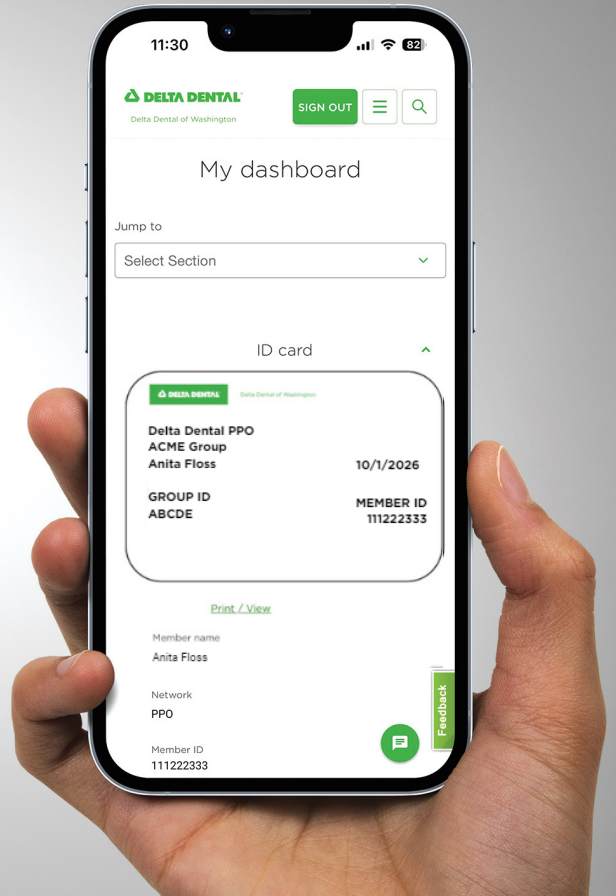 11:30
82
DELTA DENTAL
SIGN OUT
Delta Dental of Washington
My dashboard
Jump to
Select Section
ID card
DELTA DENTAL Delta Dental of Washington
Delta Dental PPO
ACME Group
Anita Floss 10/1/2026
GROUP ID MEMBER ID
ABCDE 111222333
Print / View
Member name
Anita Floss
Network
PPO
Feedback
Member ID
111222333